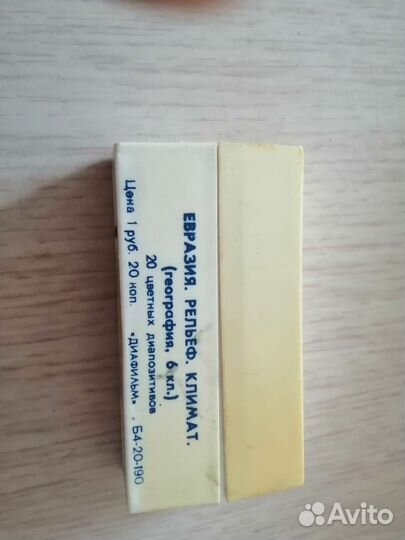 ЕВРАЗИЯ. РЕЛЬЕФ. КЛИМАТ.
(география, 6 кл.)
20 цветных диапозитивов
«ДИАФИЛЬМ», Б4-20-190
Цена 1 руб. 20 коп.
Avito